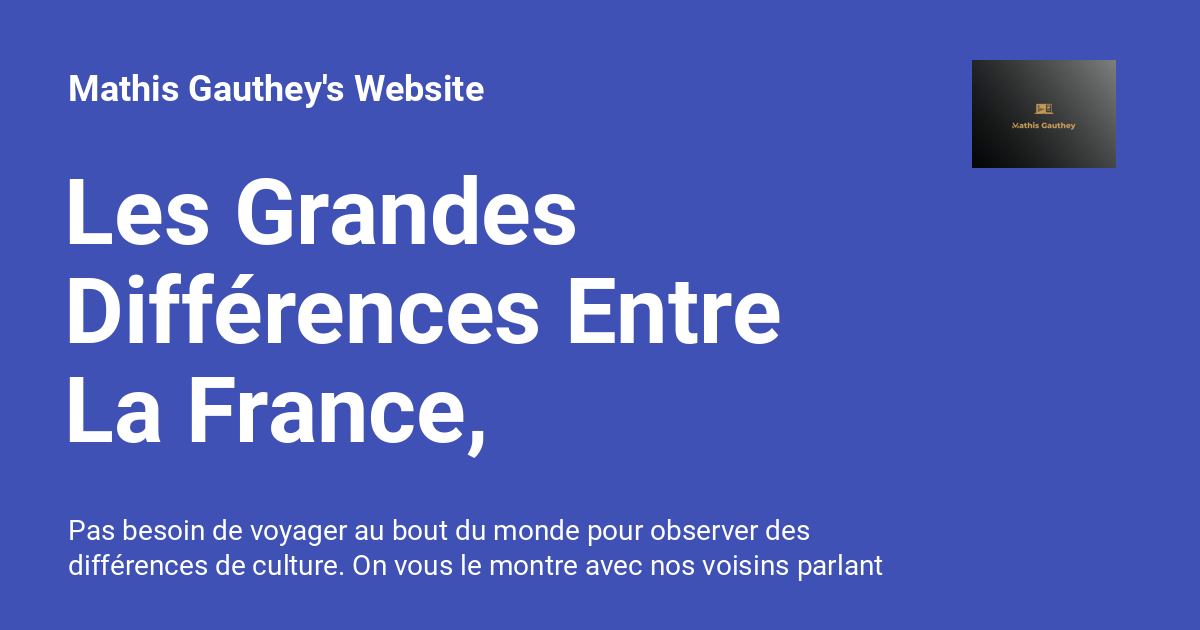 Mathis Gauthey's Website
Mathis Gauthey
Les Grandes
Différences Entre
La France,
Pas besoin de voyager au bout du monde pour observer des
différences de culture. On vous le montre avec nos voisins parlant